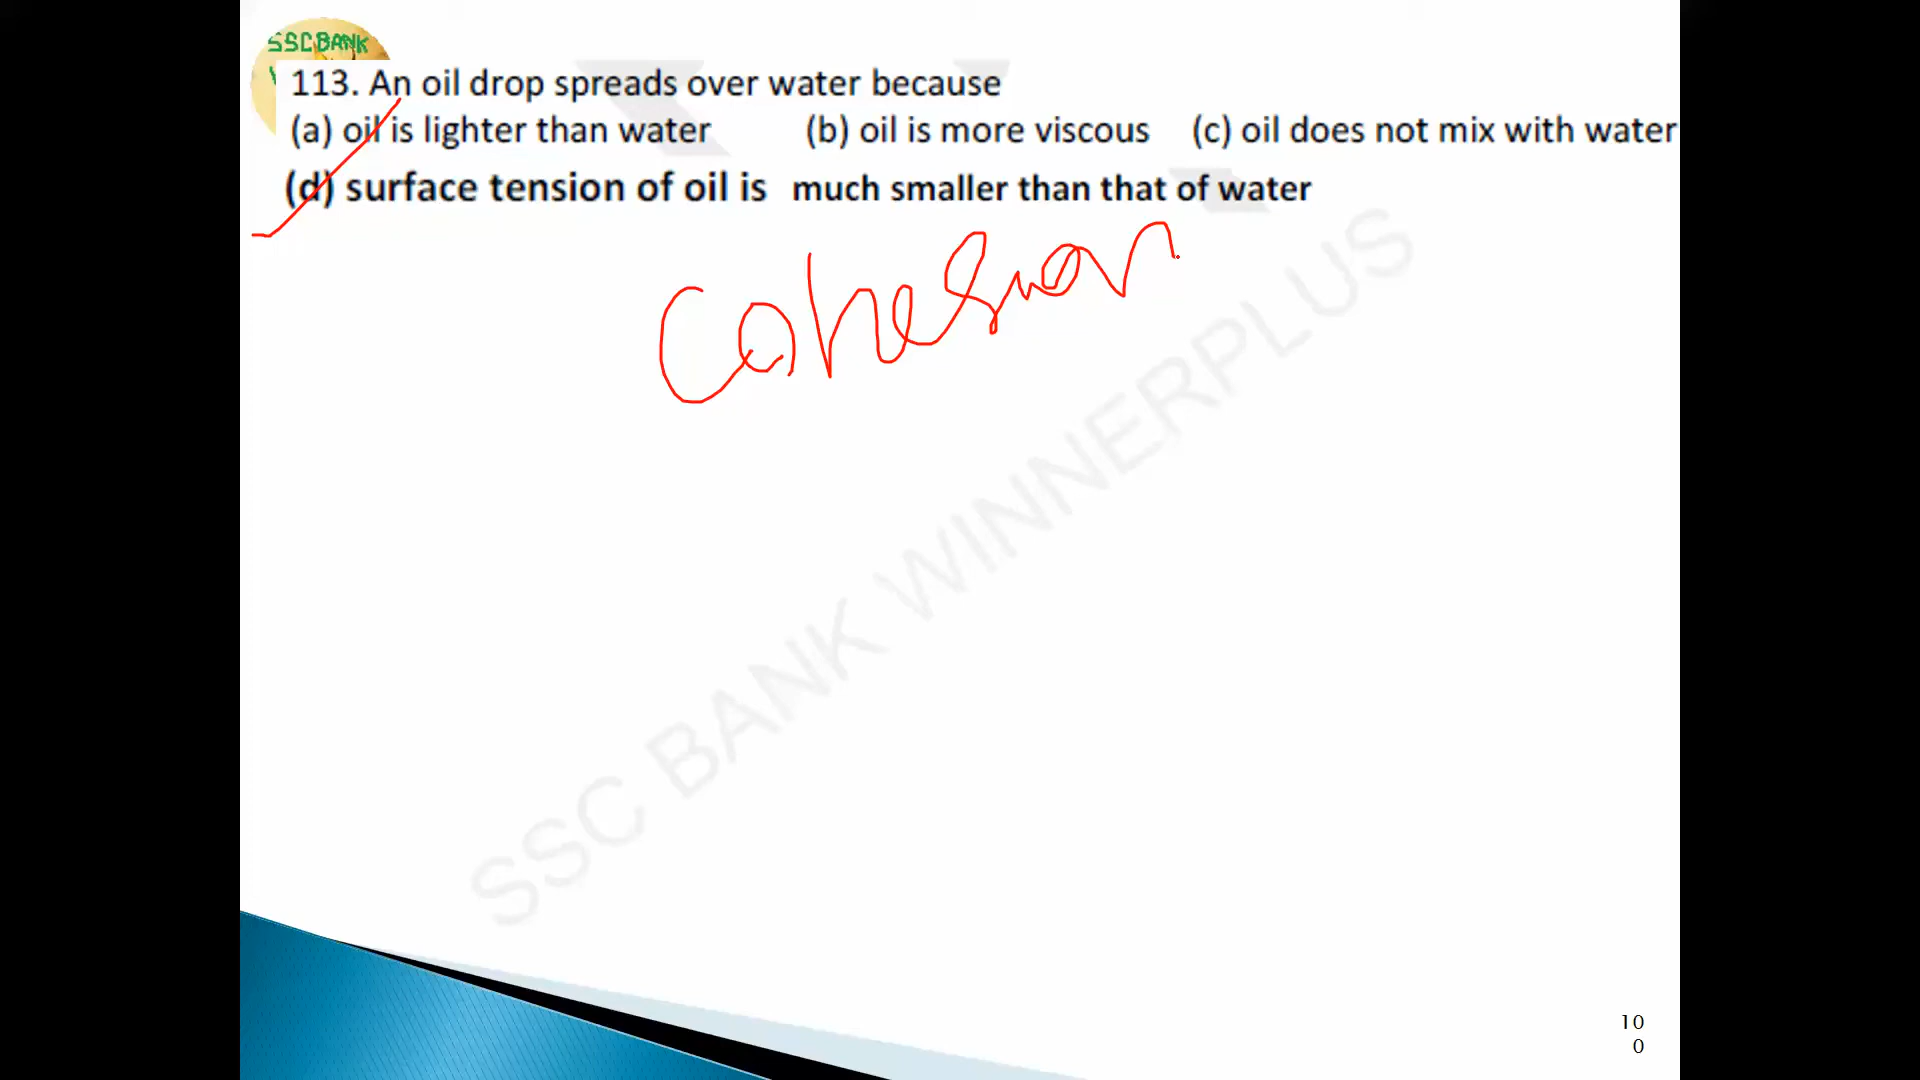 SSC BANK
113. An oil drop spreads over water because
(a) oil is lighter than water (b) oil is more viscous (c) oil does not mix with water
(d) surface tension of oil is much smaller than that of water
Cohesion
SSC BANK WINNERPLUS
10
0